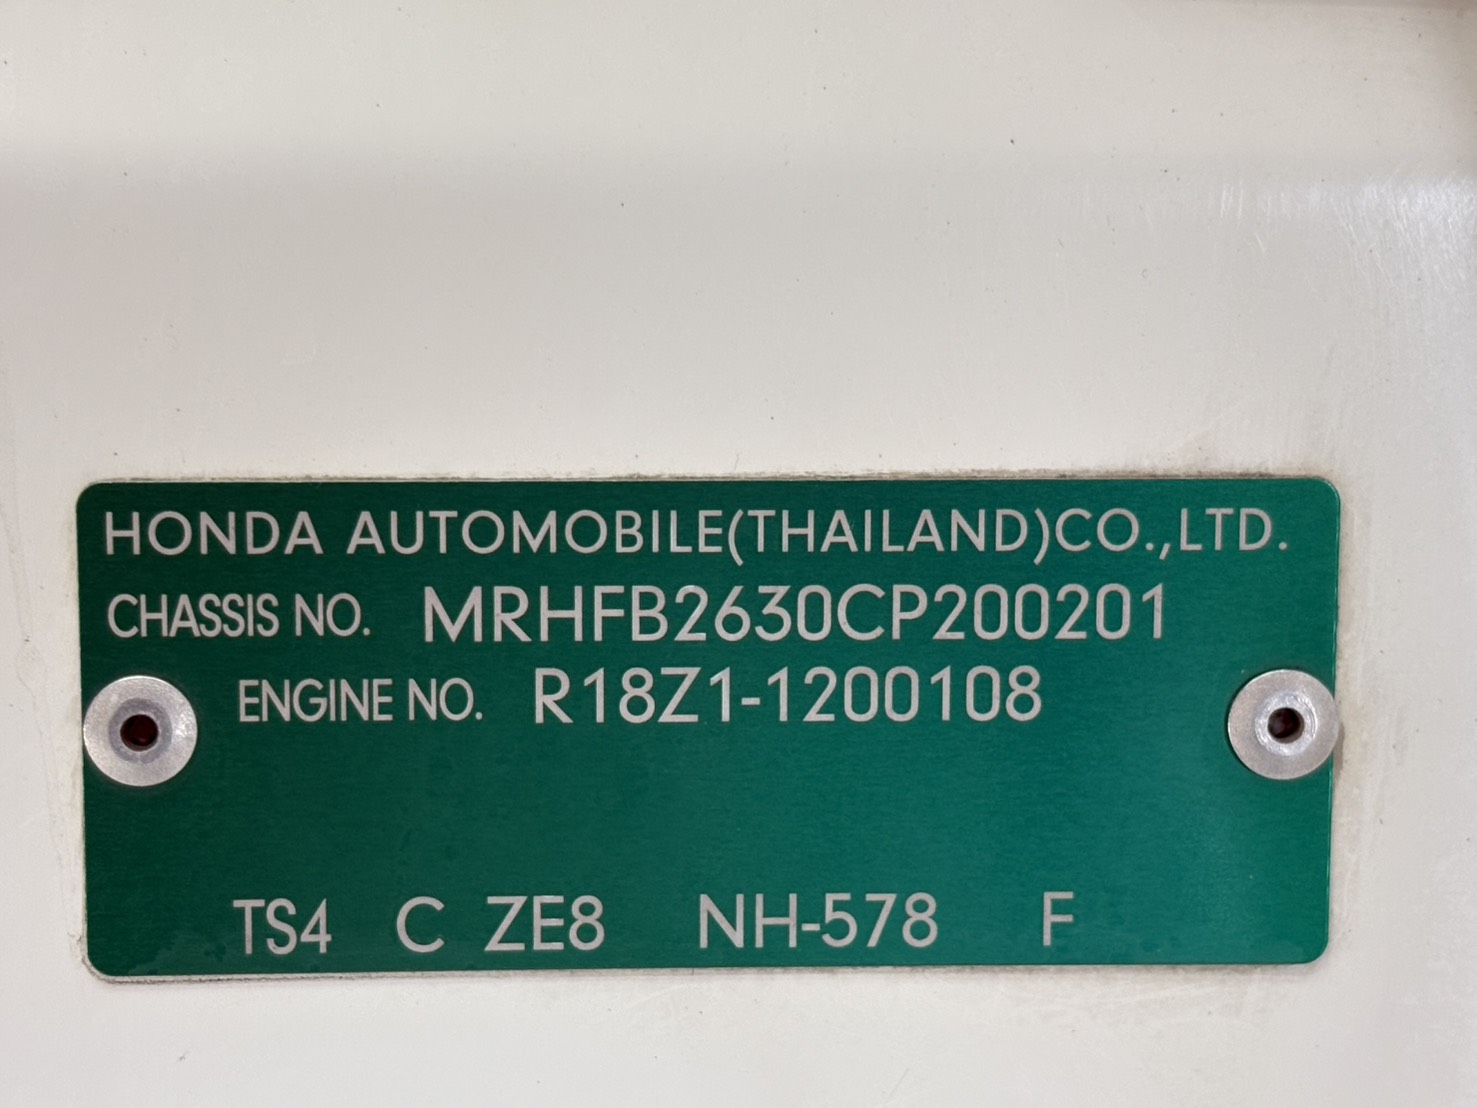 HONDA AUTOMOBILE(THAILAND)CO.,LTD.
CHASSIS NO. MRHFB2630CP200201
ENGINE NO. R18Z1-1200108
TS4 C ZE8 NH-578 F